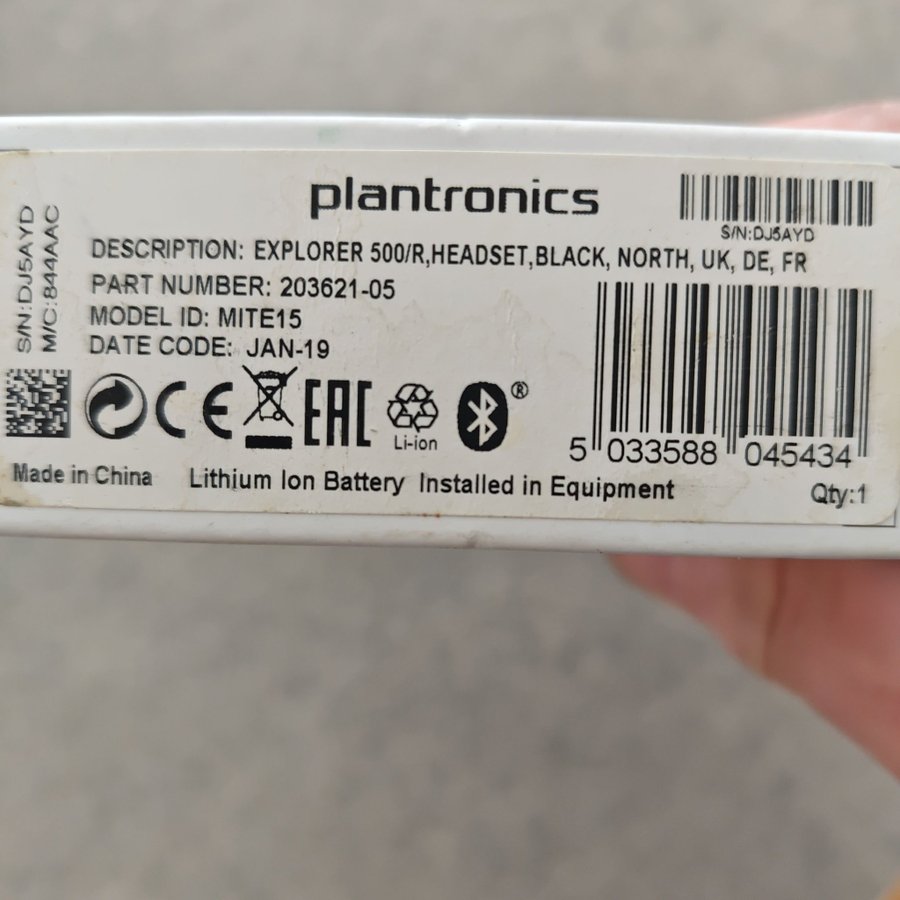 plantronics
S/N:DJ5AYD
S/N:DJ5AYD
M/C:844AAC
DESCRIPTION: EXPLORER 500/R,HEADSET,BLACK, NORTH, UK, DE, FR
PART NUMBER: 203621-05
MODEL ID: MITE15
DATE CODE: JAN-19
CE EAC Li-ion ®
5 033588 045434
Made in China Lithium Ion Battery Installed in Equipment Qty:1